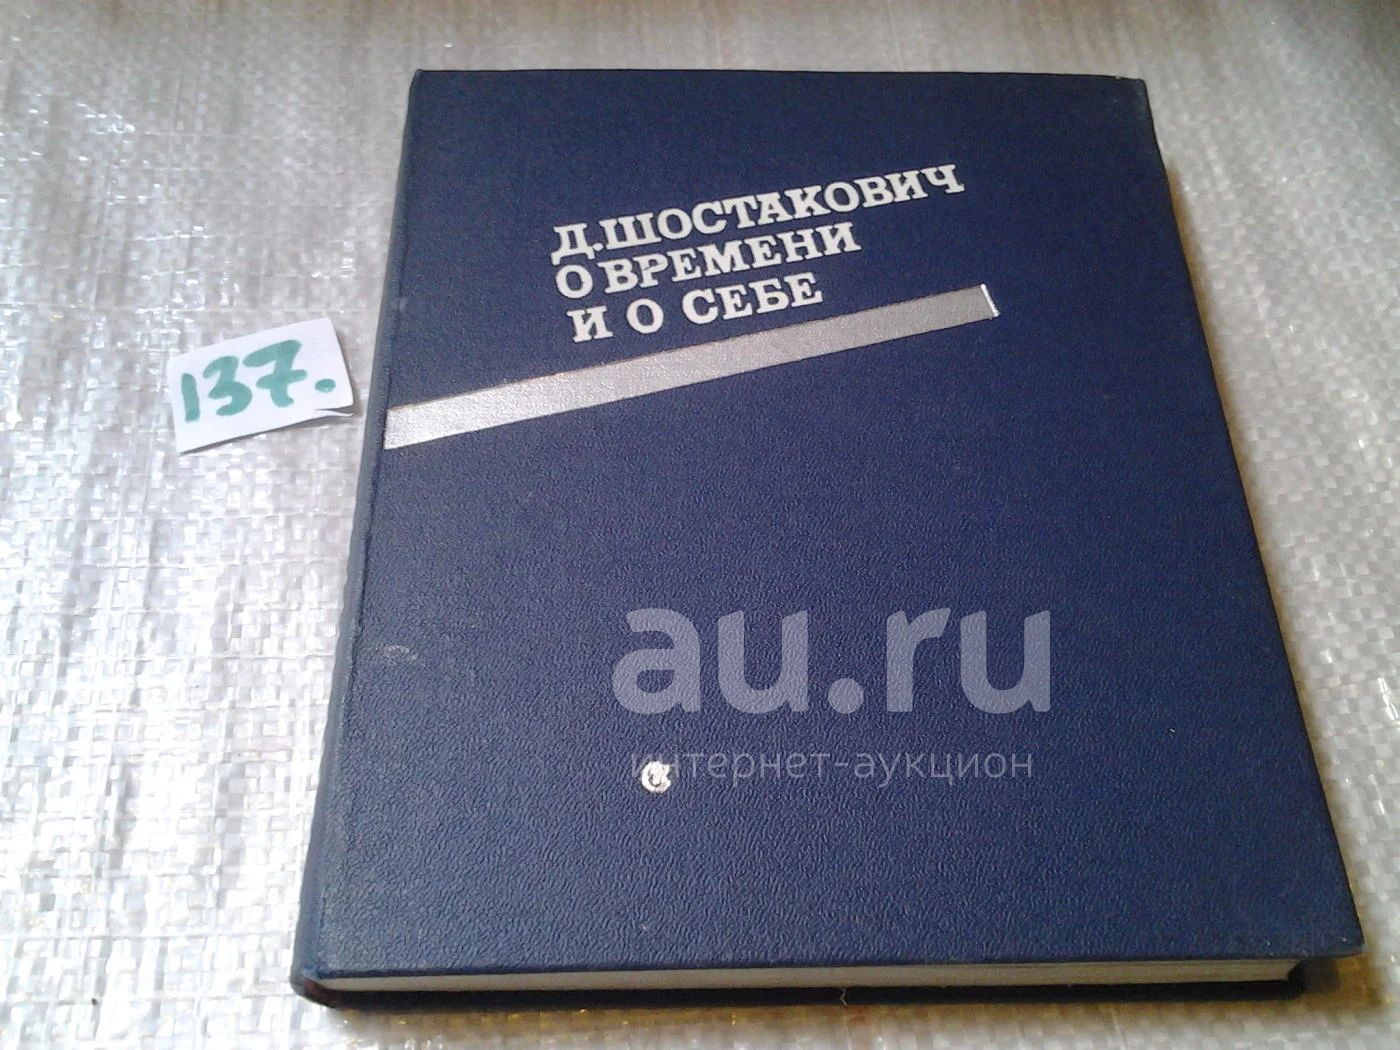 Д.ШОСТАКОВИЧ
О ВРЕМЕНИ
И О СЕБЕ
137.
au.ru
интернет-аукцион